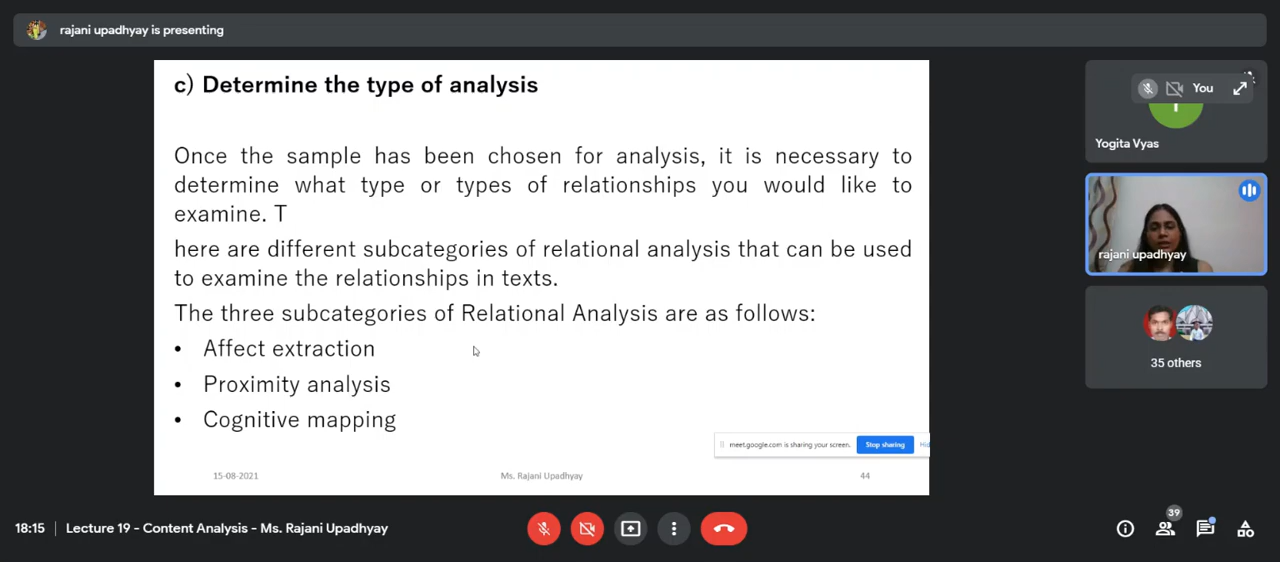 rajani upadhyay is presenting
c) Determine the type of analysis
Once the sample has been chosen for analysis, it is necessary to
determine what type or types of relationships you would like to
examine. T
here are different subcategories of relational analysis that can be used
to examine the relationships in texts.
The three subcategories of Relational Analysis are as follows:
• Affect extraction
• Proximity analysis
• Cognitive mapping
meet.google.com is sharing your screen. Stop sharing
15-08-2021 Ms. Rajani Upadhyay 44
You
Yogita Vyas
rajani upadhyay
35 others
18:15 Lecture 19 - Content Analysis - Ms. Rajani Upadhyay
39